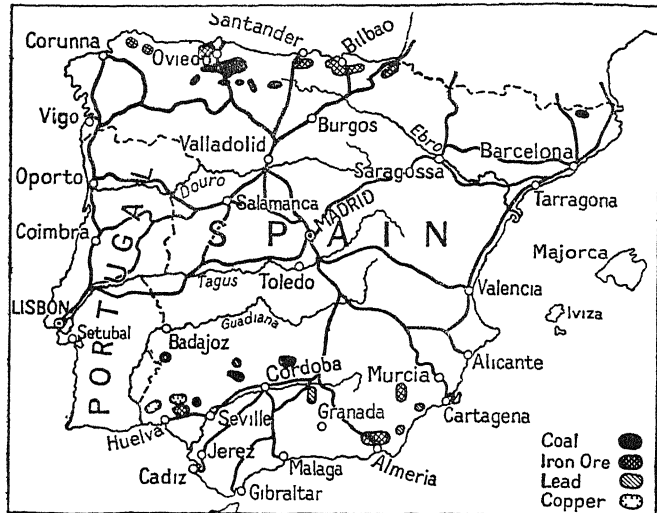 Santander
Corunna
Oviedo
Bilbao
Vigo
Burgos
Ebro
Valladolid
Barcelona
Saragossa
Oporto
Douro
Salamanca
MADRID
Tarragona
Coimbra
SPAIN
PORTUGAL
Majorca
Tagus
Toledo
Valencia
LISBON
Iviza
Setubal
Guadiana
Badajoz
Alicante
Cordoba
Murcia
Cartagena
Seville
Granada
Huelva
Jerez
Cadiz
Malaga
Almeria
Gibraltar
Coal
Iron Ore
Lead
Copper